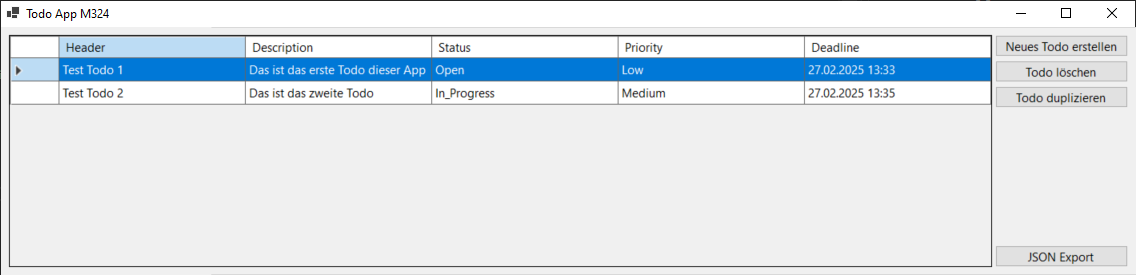 Todo App M324
Header Description Status Priority Deadline
Test Todo 1 Das ist das erste Todo dieser App Open Low 27.02.2025 13:33
Test Todo 2 Das ist das zweite Todo In_Progress Medium 27.02.2025 13:35
Neues Todo erstellen
Todo löschen
Todo duplizieren
JSON Export